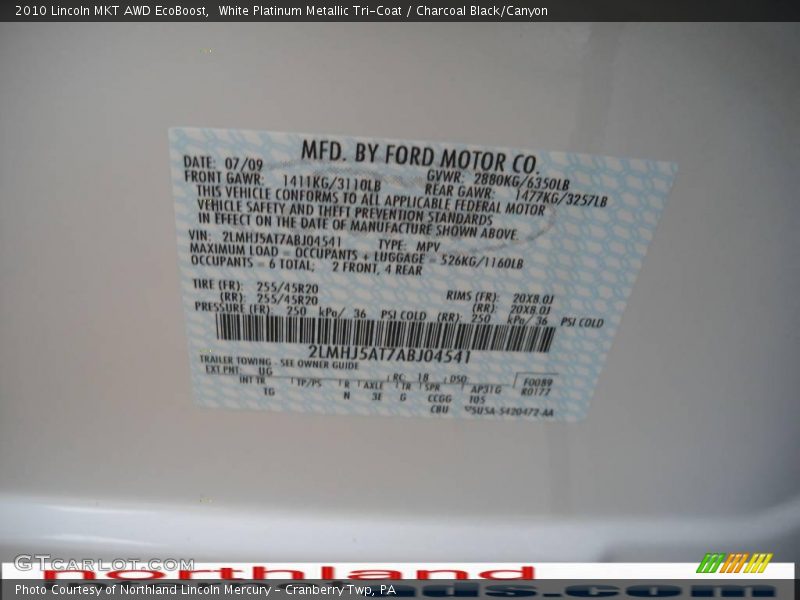 2010 Lincoln MKT AWD EcoBoost,  White Platinum Metallic Tri-Coat / Charcoal Black/Canyon
MFD. BY FORD MOTOR CO.
DATE: 07/09 GVWR: 2880KG/6350LB
FRONT GAWR: 1411KG/3110LB REAR GAWR: 1477KG/3257LB
THIS VEHICLE CONFORMS TO ALL APPLICABLE FEDERAL MOTOR
VEHICLE SAFETY AND THEFT PREVENTION STANDARDS
IN EFFECT ON THE DATE OF MANUFACTURE SHOWN ABOVE.
VIN: 2LMHJ5AT7ABJ04541 TYPE: MPV
MAXIMUM LOAD = OCCUPANTS + LUGGAGE = 526KG/1160LB
OCCUPANTS = 6 TOTAL; 2 FRONT, 4 REAR
TIRE (FR): 255/45R20 RIMS (FR): 20X8.0J
(RR): 255/45R20 (RR): 20X8.0J
PRESSURE (FR): 250 kPa/ 36 PSI COLD (RR): 250 kPa/ 36 PSI COLD
2LMHJ5AT7ABJ04541
TRAILER TOWING - SEE OWNER GUIDE
EXT PNT: UG RC: 18 DSO: F0089
INT TR TP/PS R AXLE TR SPR AP31G R0177
TG N 3E G CCGG 105
CBU 5U5A-5420472-AA
GTCARLOT.COM
northland
Photo Courtesy of Northland Lincoln Mercury - Cranberry Twp, PA